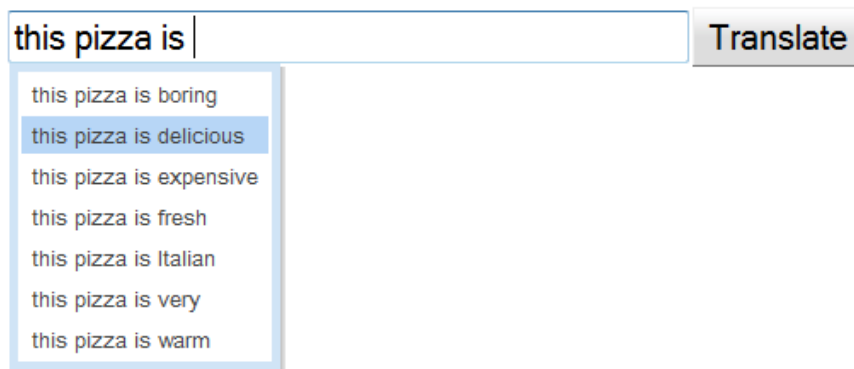 this pizza is
Translate
this pizza is boring
this pizza is delicious
this pizza is expensive
this pizza is fresh
this pizza is Italian
this pizza is very
this pizza is warm